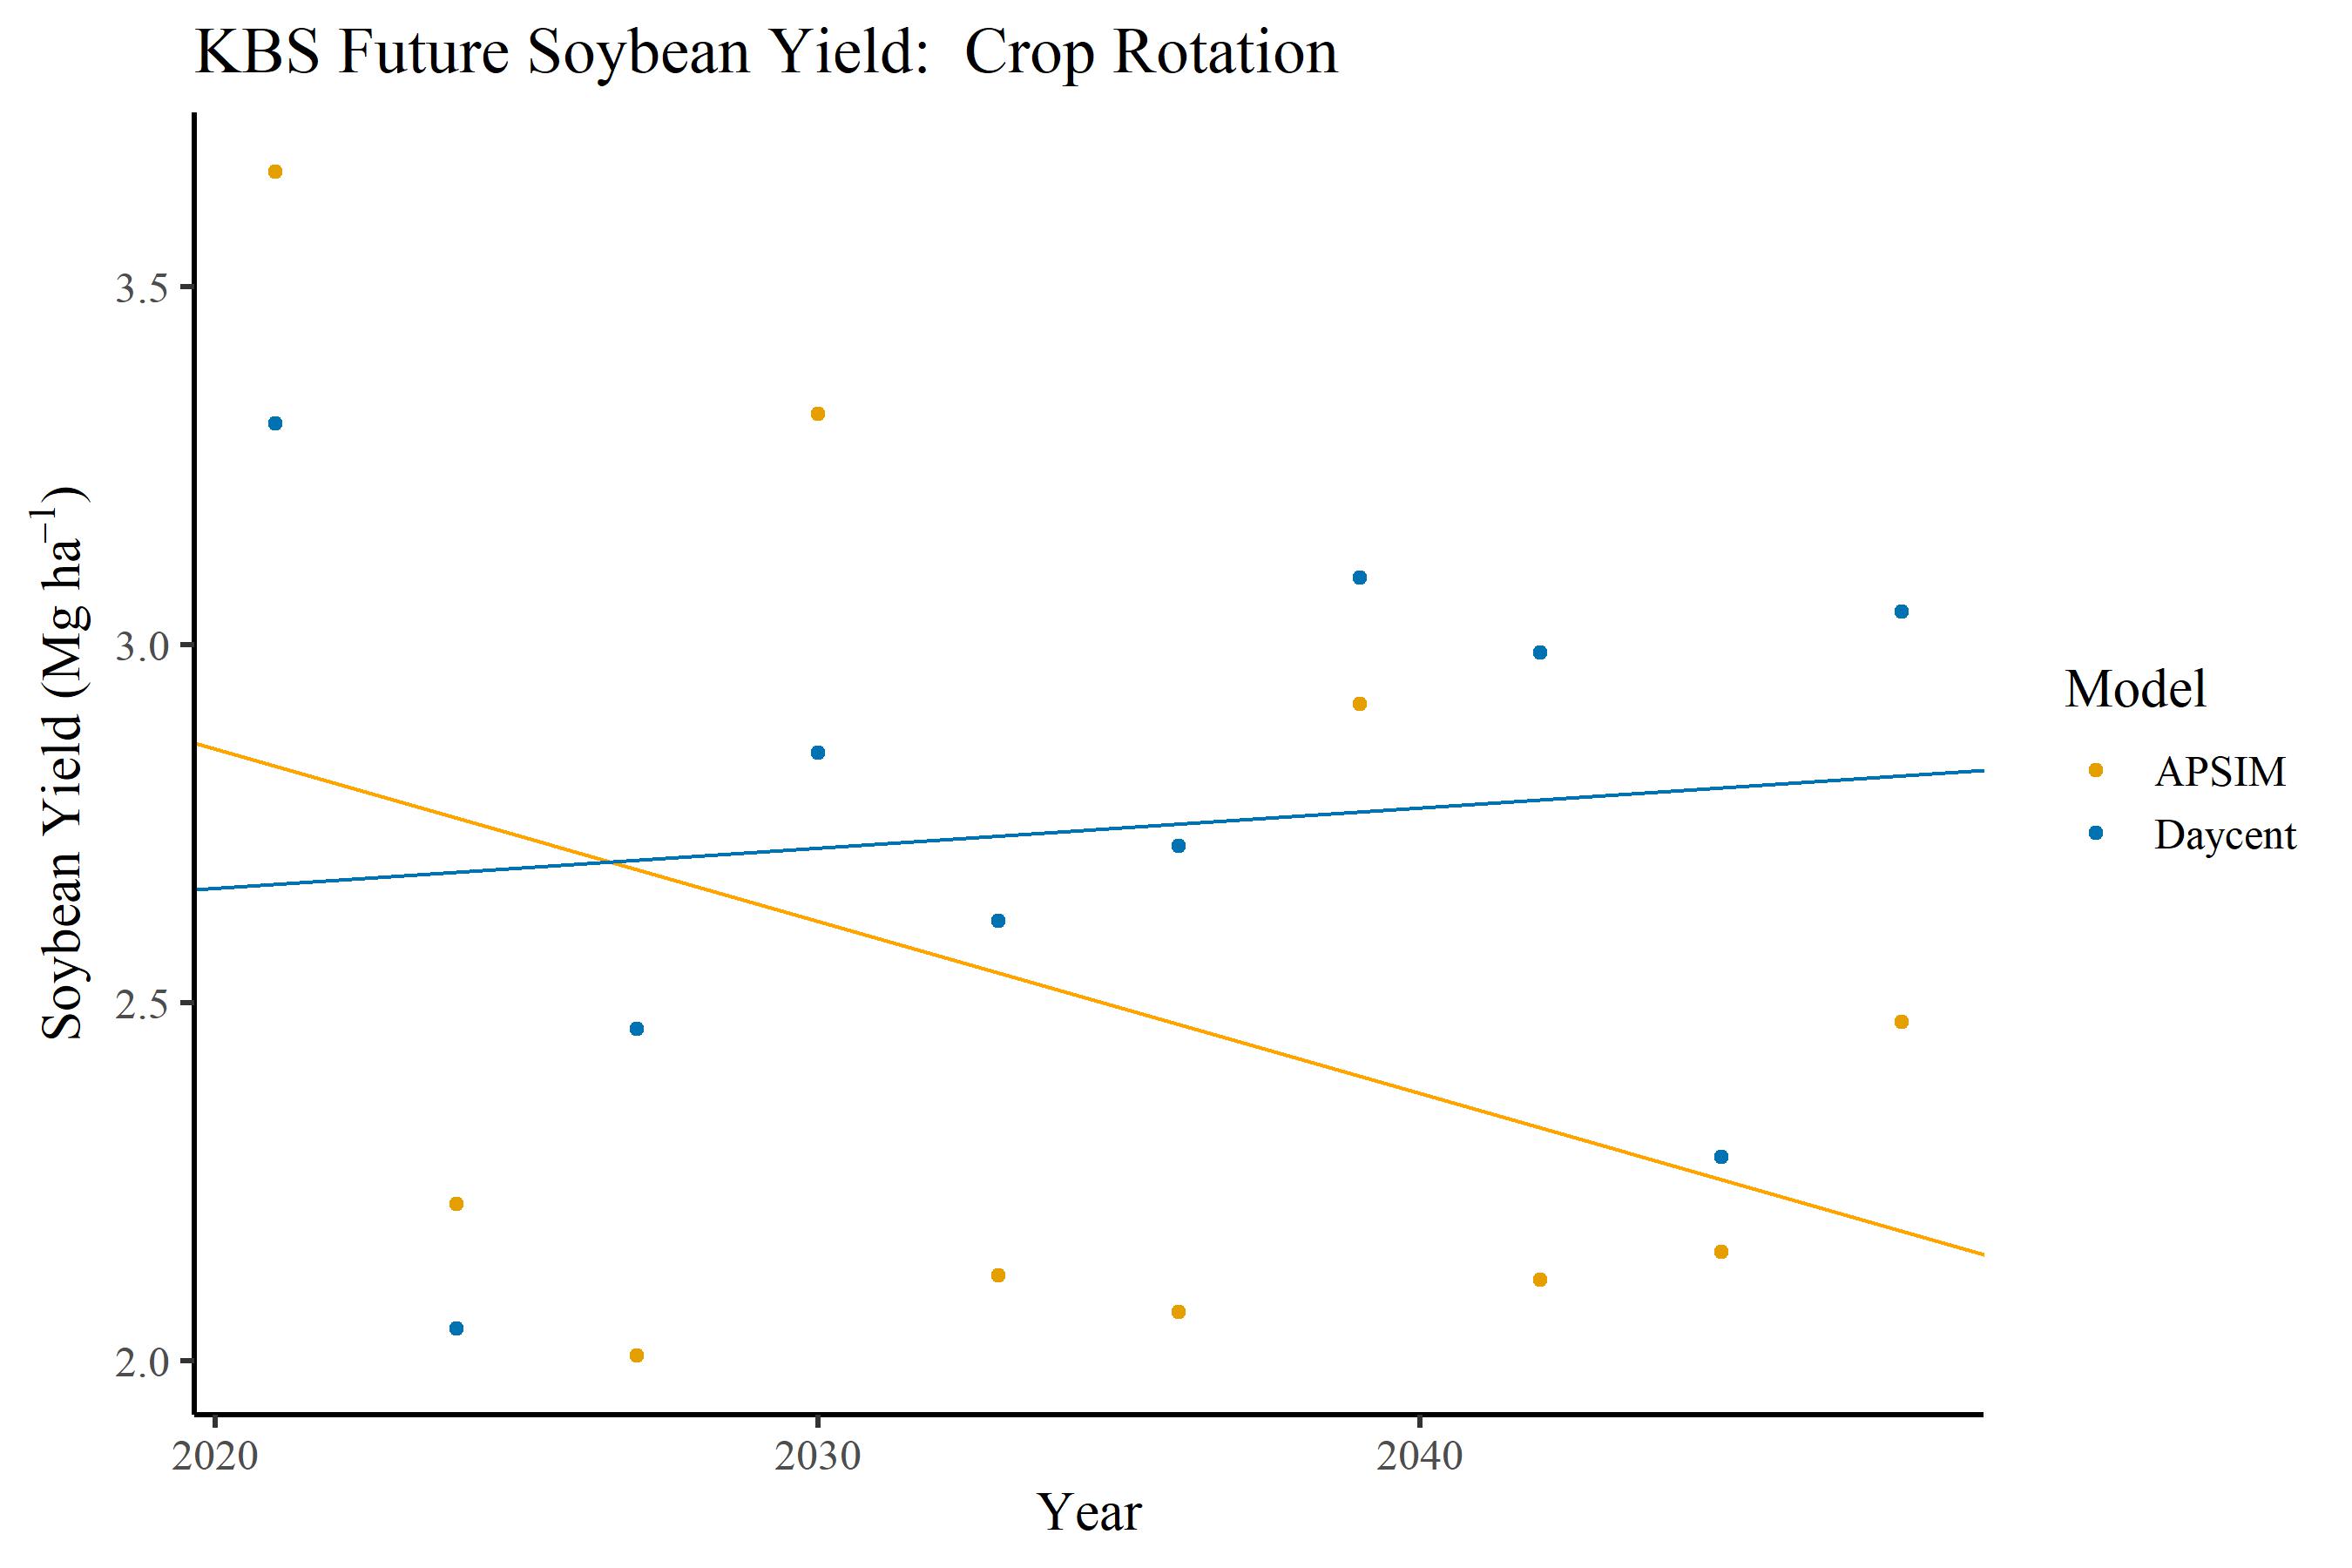 KBS Future Soybean Yield:  Crop Rotation
Soybean Yield (Mg ha⁻¹)
3.5
3.0
2.5
2.0
2020
2030
2040
Year
Model
APSIM
Daycent